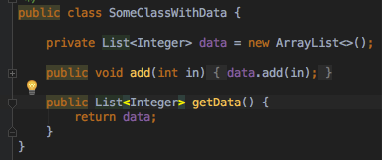 public class SomeClassWithData {
private List<Integer> data = new ArrayList<>();
public void add(int in) { data.add(in); }
public List<Integer> getData() {
return data;
}
}